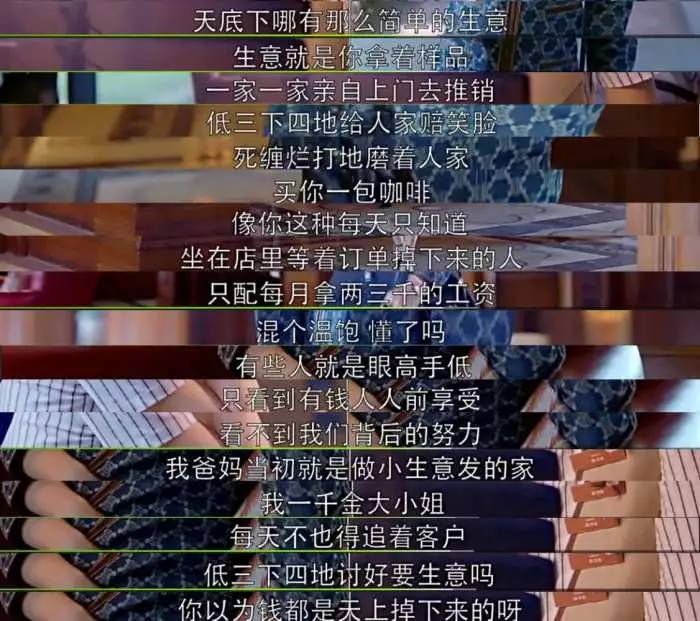 天底下哪有那么简单的生意
生意就是你拿着样品
一家一家亲自上门去推销
低三下四地给人家赔笑脸
死缠烂打地磨着人家
买你一包咖啡
像你这种每天只知道
坐在店里等着订单掉下来的人
只配每月拿两三千的工资
混个温饱 懂了吗
有些人就是眼高手低
只看到有钱人人前享受
看不到我们背后的努力
我爸妈当初就是做小生意发的家
我一千金大小姐
每天不也得追着客户
低三下四地讨好要生意吗
你以为钱都是天上掉下来的呀